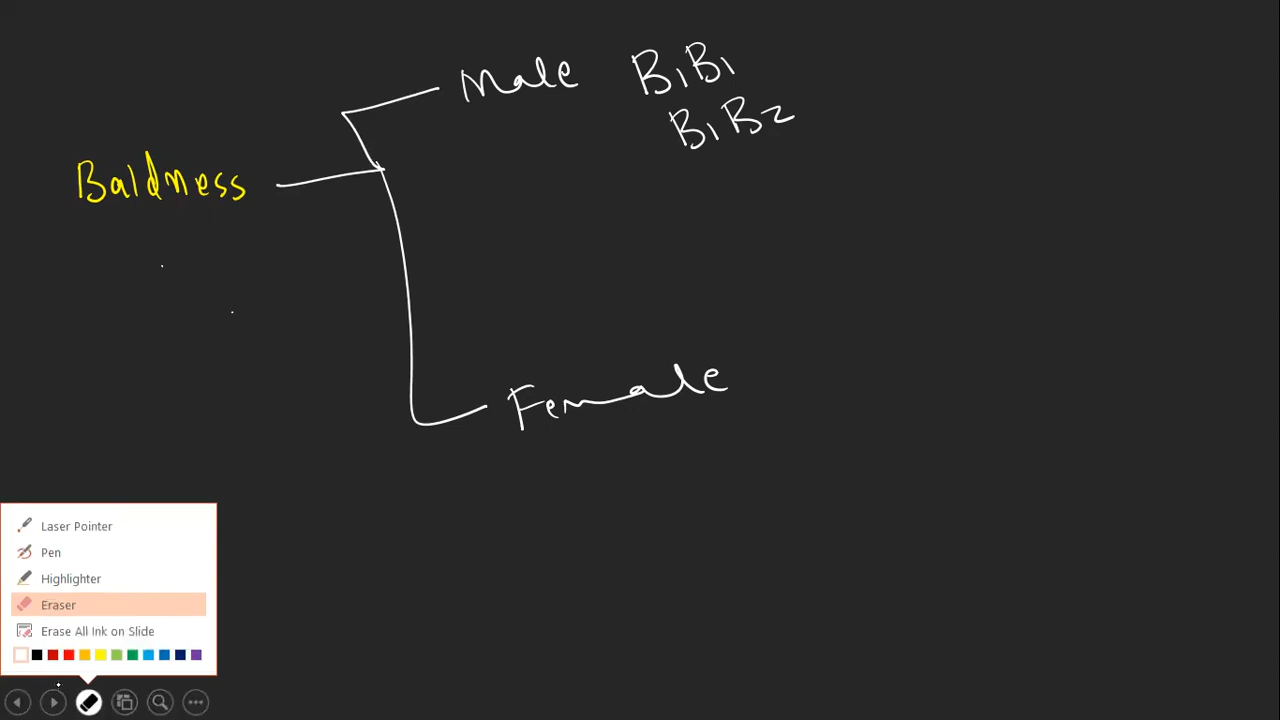 Male B1B1
B1B2
Baldness
Female
Laser Pointer
Pen
Highlighter
Eraser
Erase All Ink on Slide